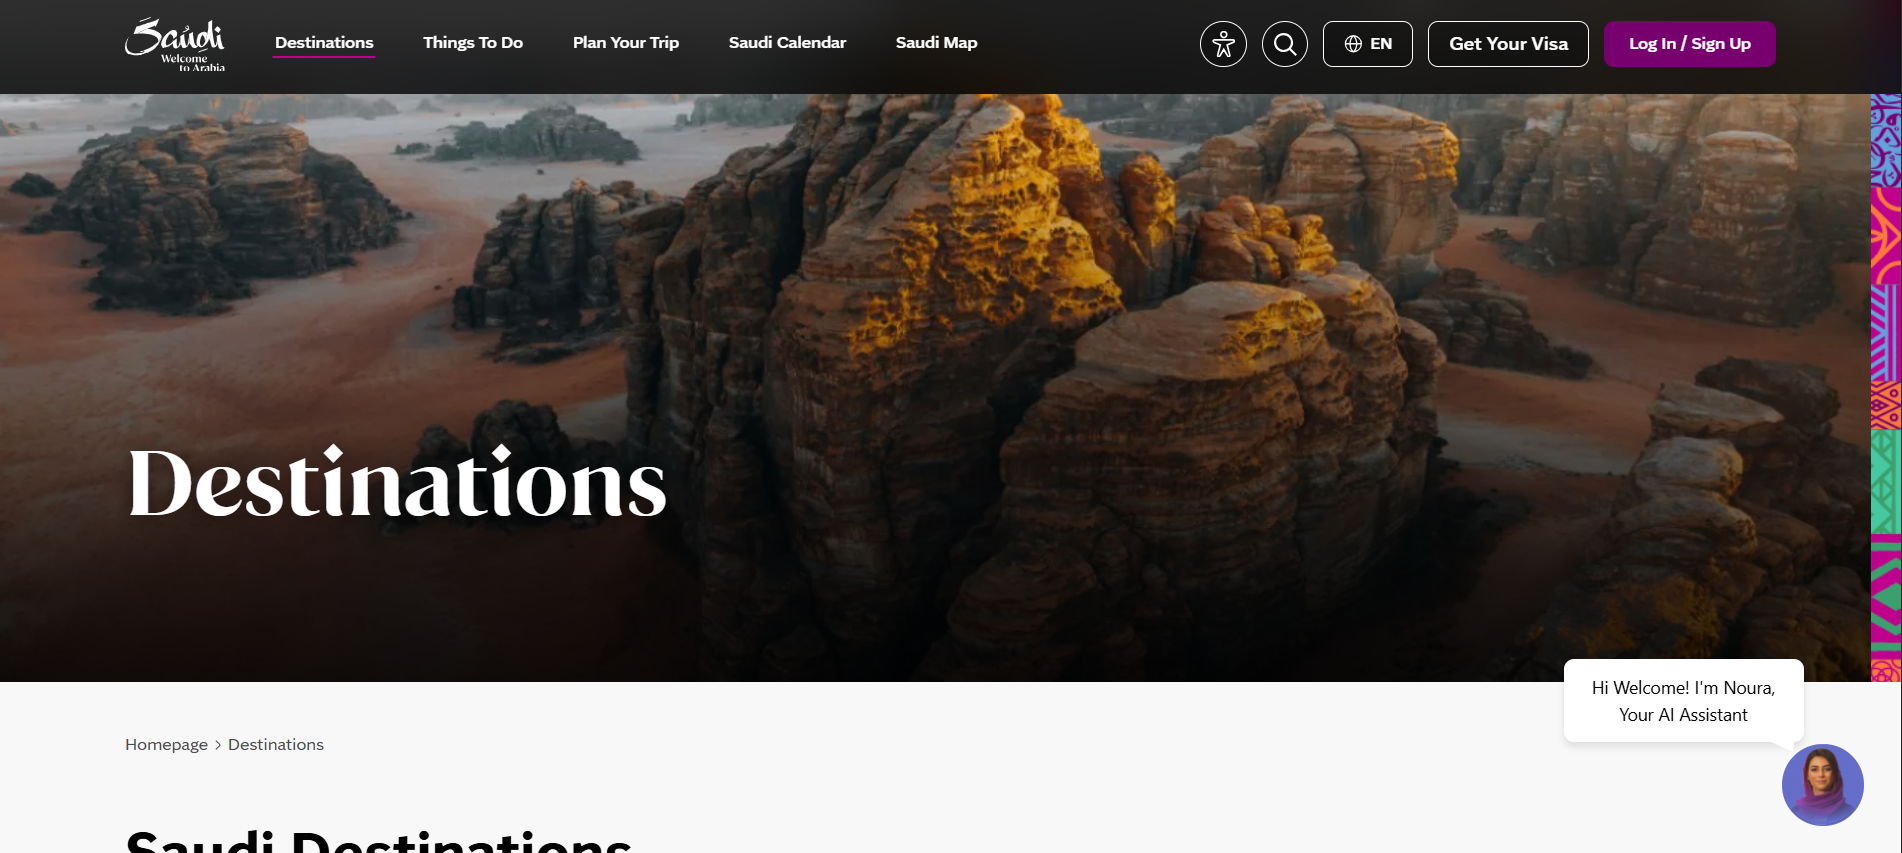 Saudi
Welcome
to Arabia
Destinations
Things To Do
Plan Your Trip
Saudi Calendar
Saudi Map
EN
Get Your Visa
Log In / Sign Up
Destinations
Hi Welcome! I'm Noura,
Your AI Assistant
Homepage > Destinations
Saudi Destinations